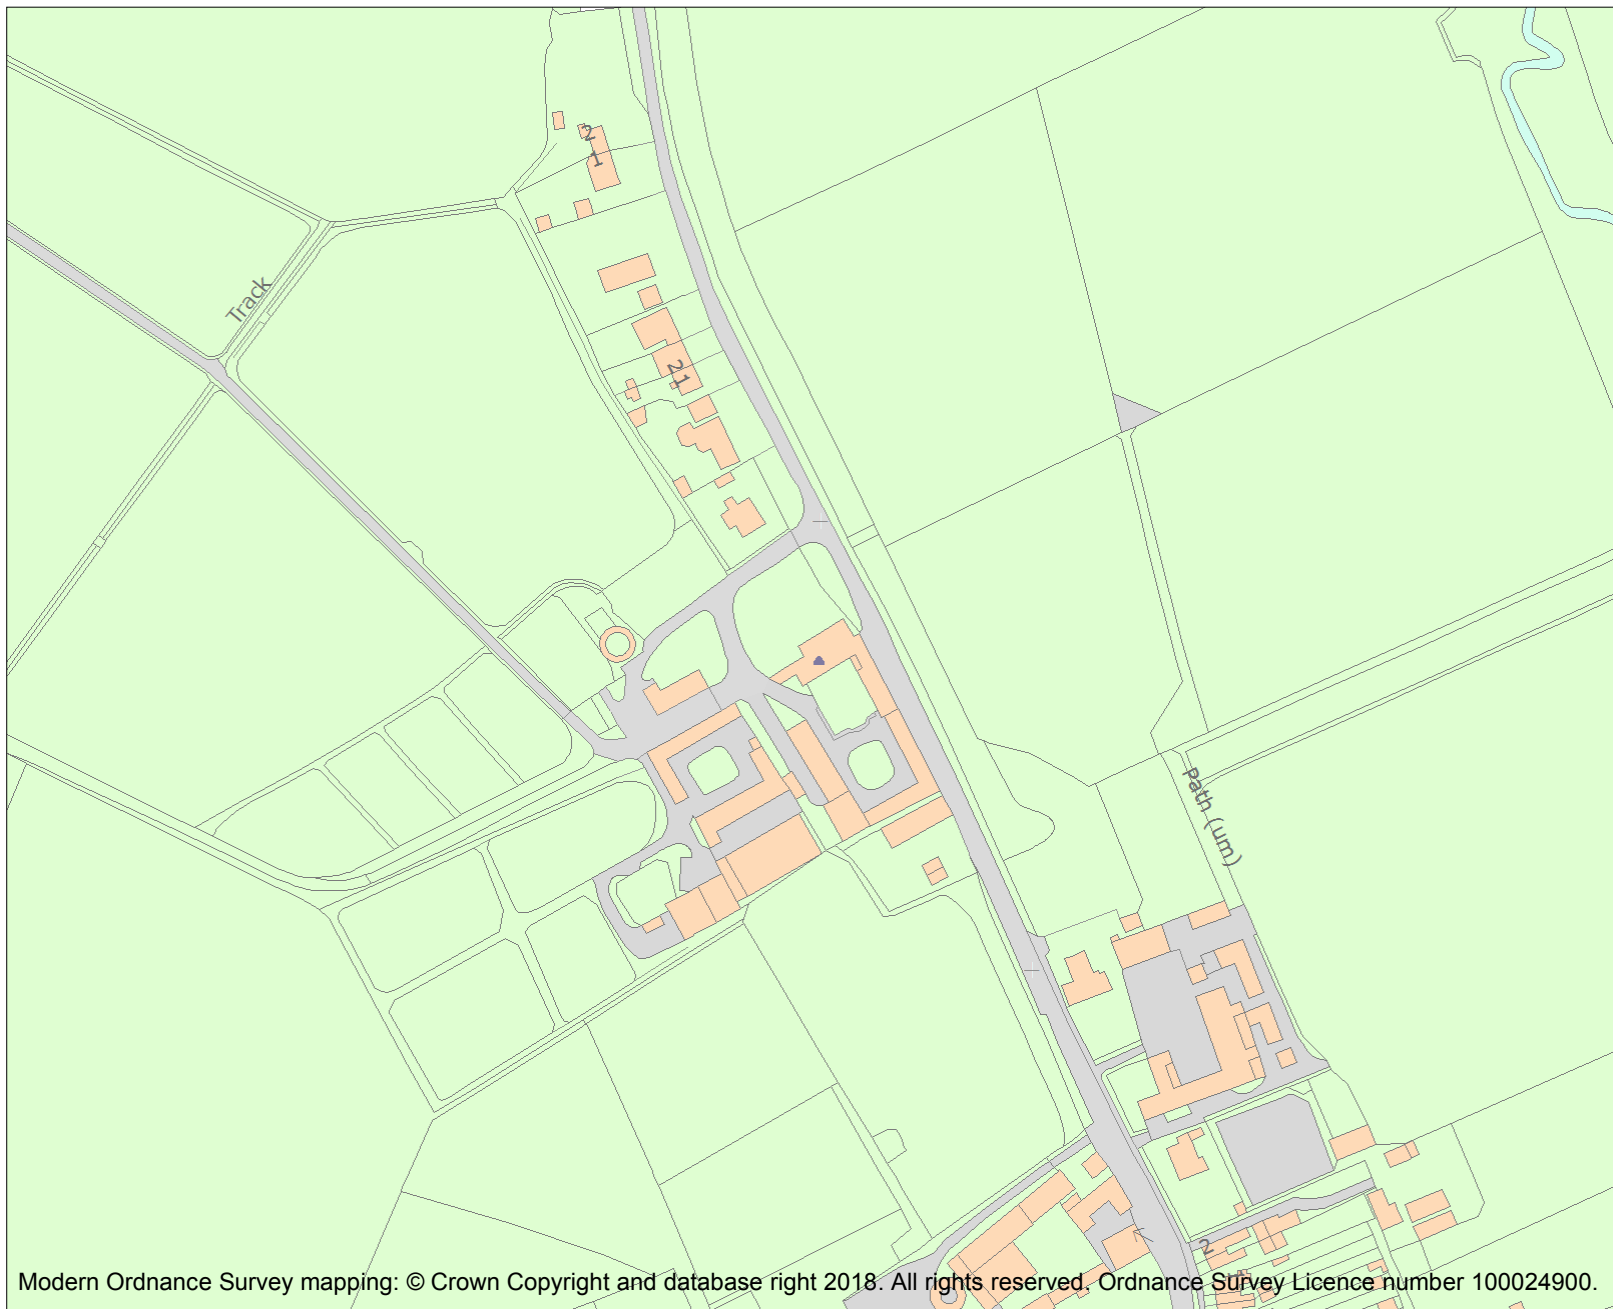 2
1
Track
21
Path (um)
2
Modern Ordnance Survey mapping: © Crown Copyright and database right 2018. All rights reserved. Ordnance Survey Licence number 100024900.